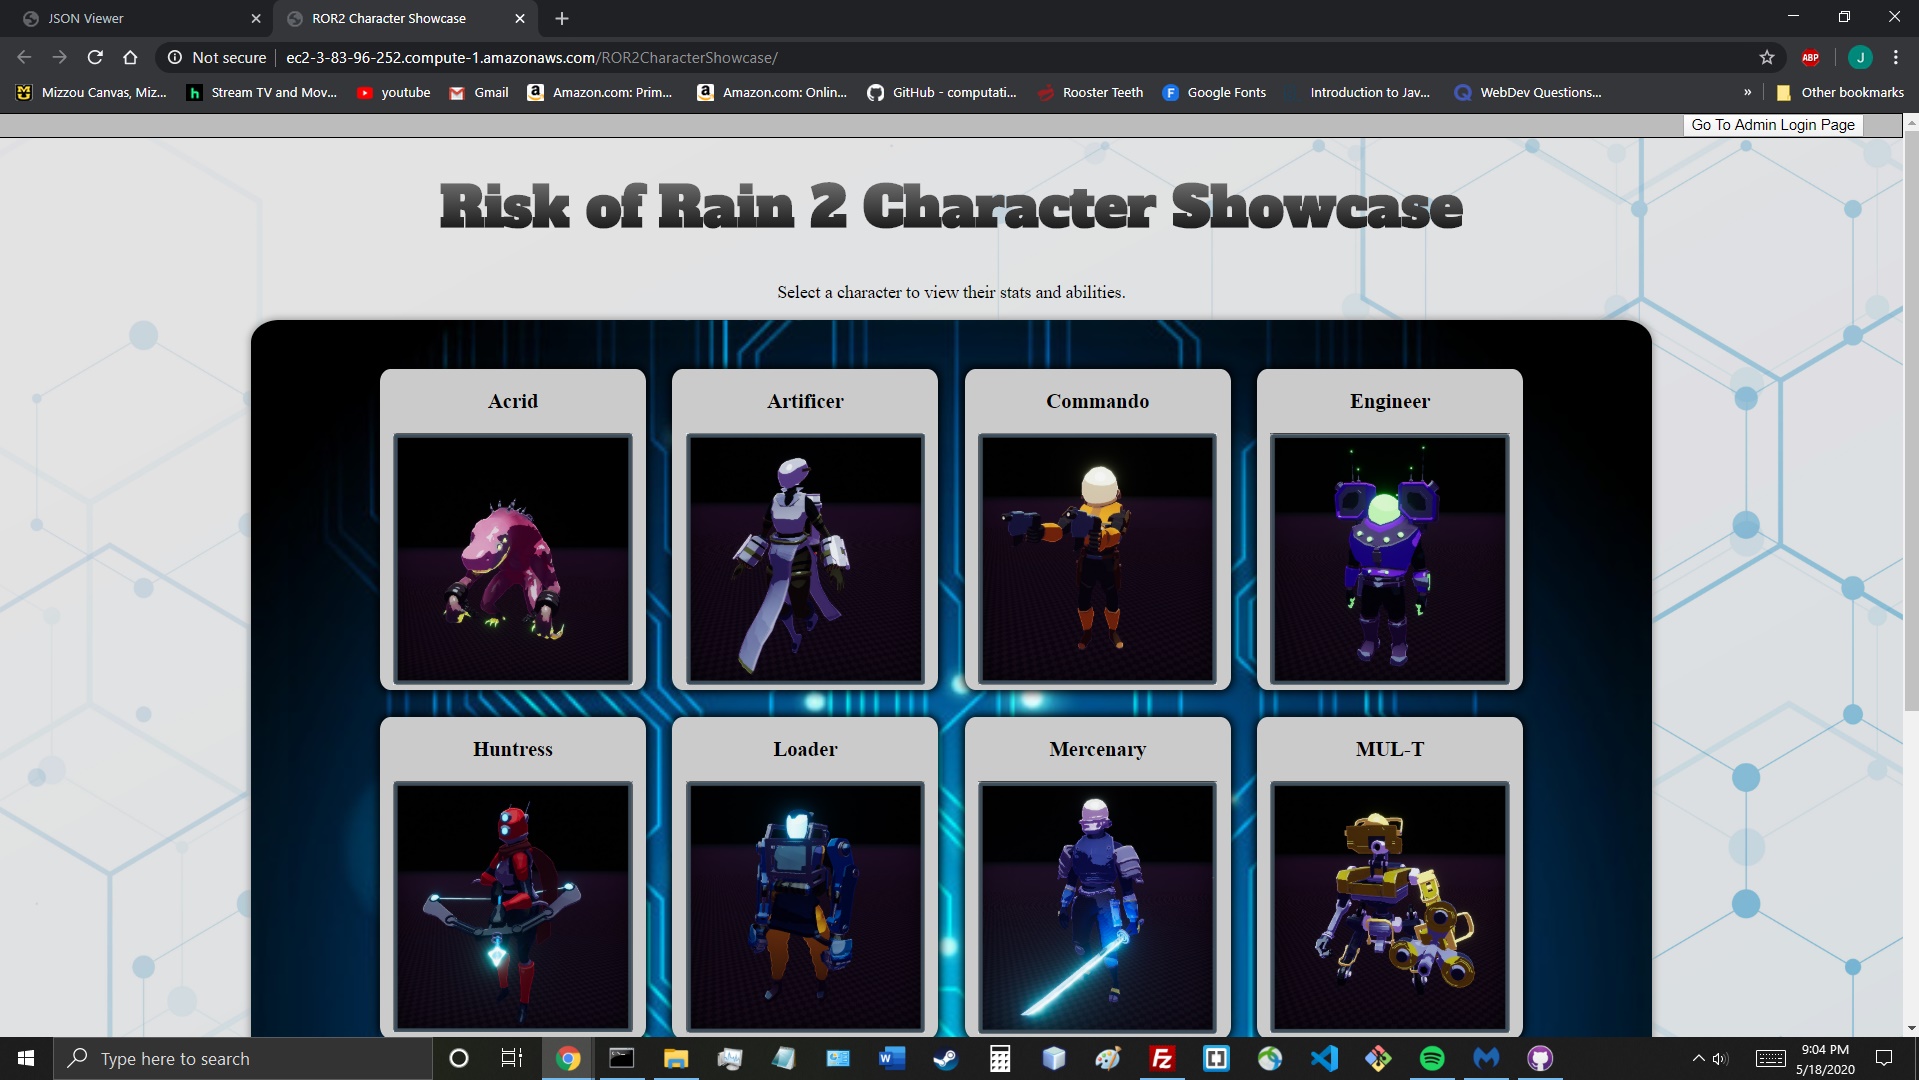 JSON Viewer
ROR2 Character Showcase
Not secure ec2-3-83-96-252.compute-1.amazonaws.com/ROR2CharacterShowcase/
ABP
J
Mizzou Canvas, Miz...
Stream TV and Mov...
youtube
Gmail
Amazon.com: Prim...
Amazon.com: Onlin...
GitHub - computati...
Rooster Teeth
Google Fonts
Introduction to Jav...
WebDev Questions...
»
Other bookmarks
Go To Admin Login Page
Risk of Rain 2 Character Showcase
Select a character to view their stats and abilities.
Acrid
Artificer
Commando
Engineer
Huntress
Loader
Mercenary
MUL-T
Type here to search
9:04 PM
5/18/2020